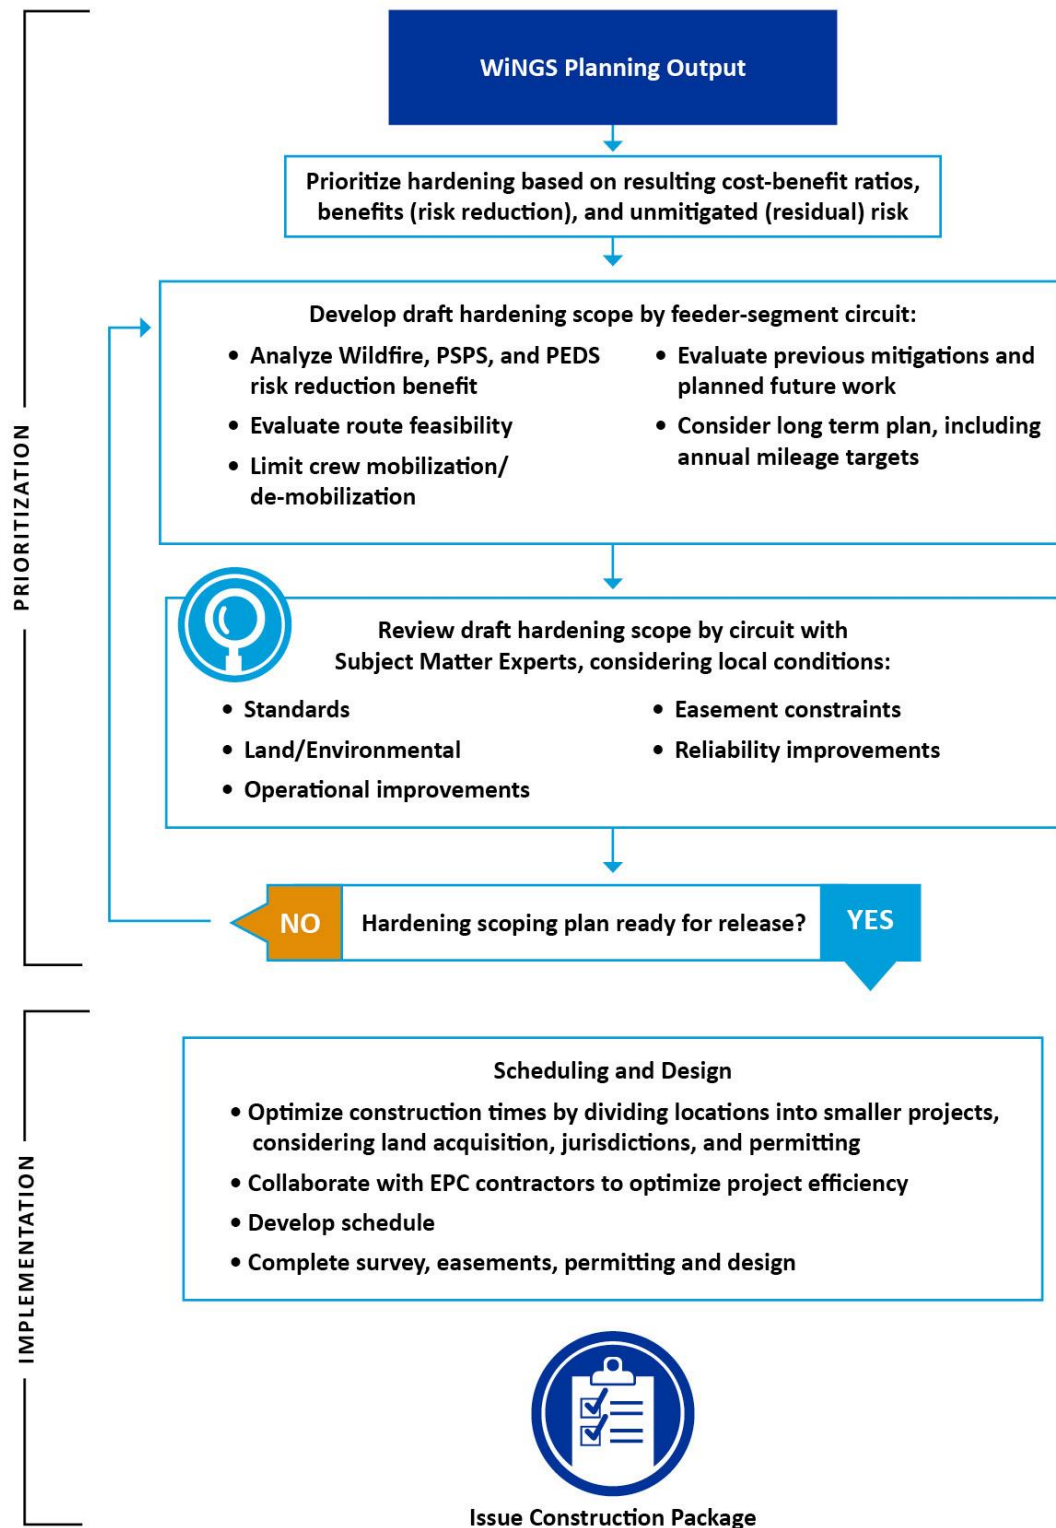 WiNGS Planning Output
Prioritize hardening based on resulting cost-benefit ratios,
benefits (risk reduction), and unmitigated (residual) risk
PRIORITIZATION
Develop draft hardening scope by feeder-segment circuit:
• Analyze Wildfire, PSPS, and PEDS
risk reduction benefit
• Evaluate route feasibility
• Limit crew mobilization/
de-mobilization
• Evaluate previous mitigations and
planned future work
• Consider long term plan, including
annual mileage targets
Review draft hardening scope by circuit with
Subject Matter Experts, considering local conditions:
• Standards
• Land/Environmental
• Operational improvements
• Easement constraints
• Reliability improvements
NO
Hardening scoping plan ready for release?
YES
IMPLEMENTATION
Scheduling and Design
• Optimize construction times by dividing locations into smaller projects,
considering land acquisition, jurisdictions, and permitting
• Collaborate with EPC contractors to optimize project efficiency
• Develop schedule
• Complete survey, easements, permitting and design
Issue Construction Package